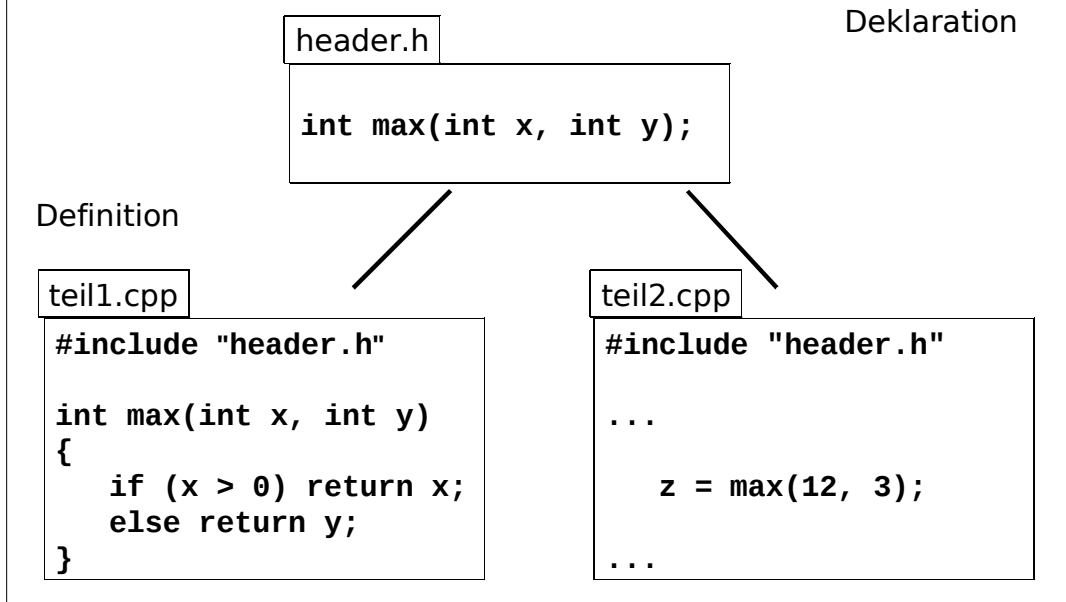 Deklaration
header.h
int max(int x, int y);
Definition
teil1.cpp
#include "header.h"
int max(int x, int y)
{
   if (x > 0) return x;
   else return y;
}
teil2.cpp
#include "header.h"
...
   z = max(12, 3);
...